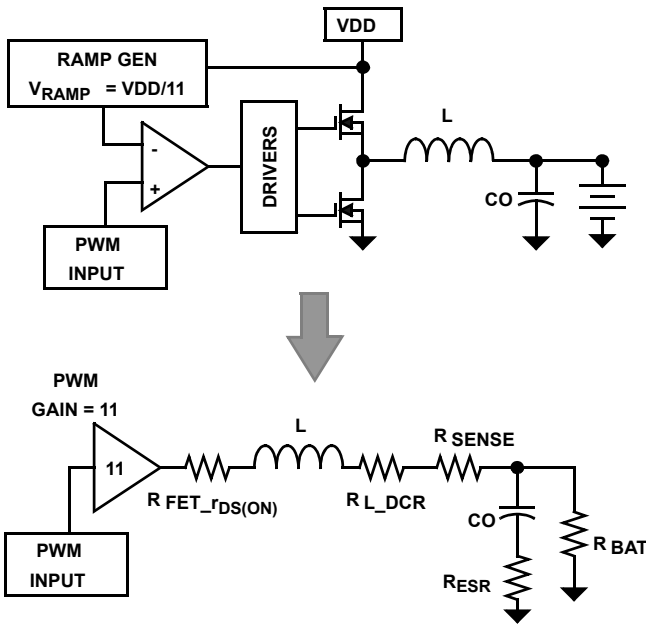 VDD
RAMP GEN
VRAMP = VDD/11
L
-
+
DRIVERS
CO
PWM
INPUT
PWM
GAIN = 11
L
RSENSE
11
RFET_rDS(ON)
RL_DCR
CO
RBAT
PWM
INPUT
RESR